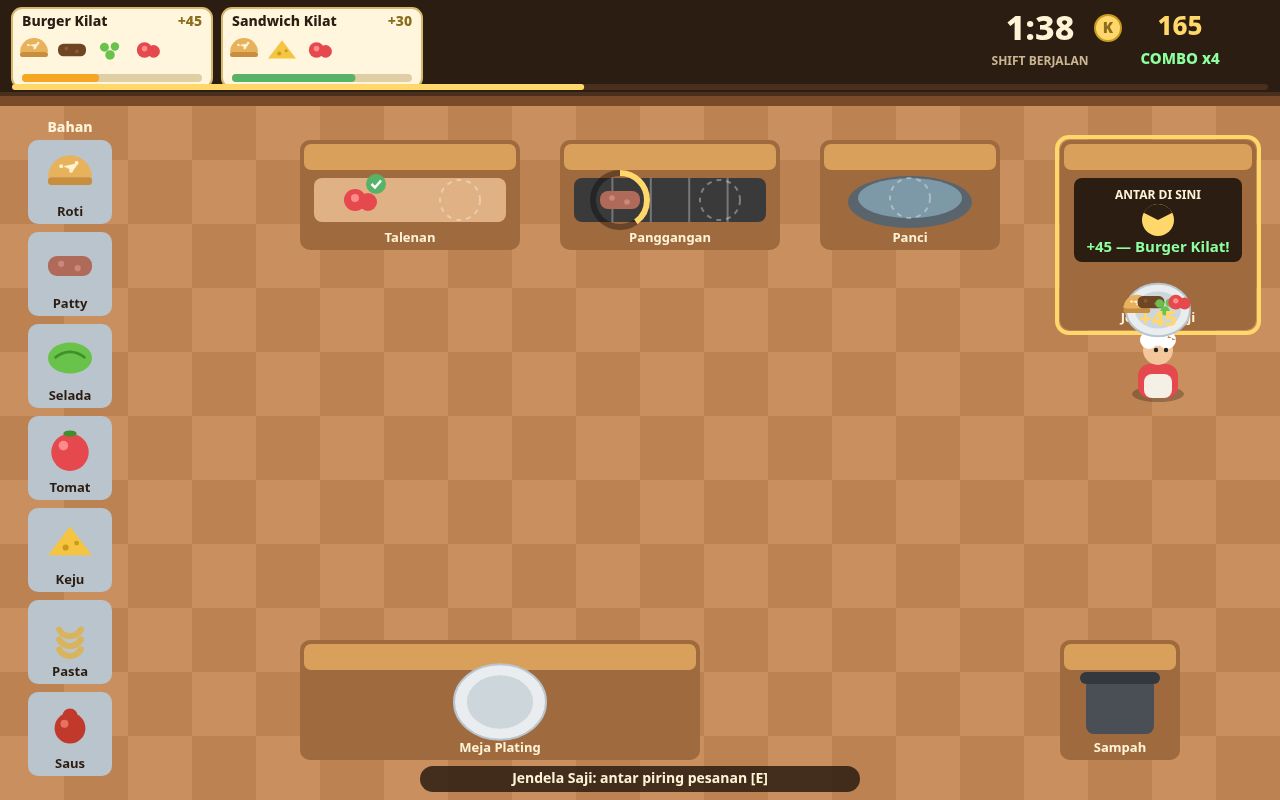 Burger Kilat +45
Sandwich Kilat +30
1:38
K
165
SHIFT BERJALAN
COMBO x4
Bahan
Roti
Patty
Selada
Tomat
Keju
Pasta
Saus
Talenan
Panggangan
Panci
ANTAR DI SINI
+45 — Burger Kilat!
Meja Plating
Sampah
Jendela Saji: antar piring pesanan [E]